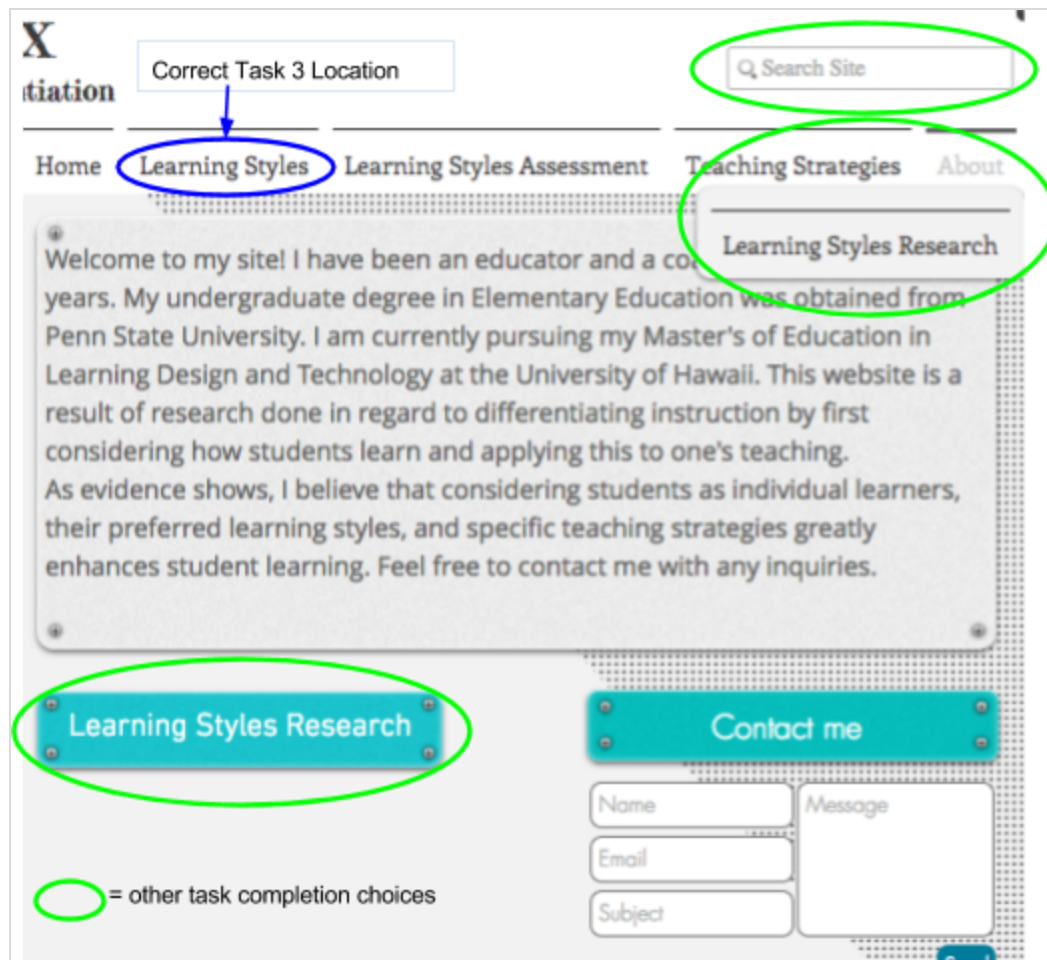 X
Correct Task 3 Location
Search Site
tiation
Home Learning Styles Learning Styles Assessment Teaching Strategies About
Learning Styles Research
Welcome to my site! I have been an educator and a
years. My undergraduate degree in Elementary Education was obtained from
Penn State University. I am currently pursuing my Master's of Education in
Learning Design and Technology at the University of Hawaii. This website is a
result of research done in regard to differentiating instruction by first
considering how students learn and applying this to one's teaching.
As evidence shows, I believe that considering students as individual learners,
their preferred learning styles, and specific teaching strategies greatly
enhances student learning. Feel free to contact me with any inquiries.
Learning Styles Research
Contact me
Name
Message
Email
Subject
= other task completion choices